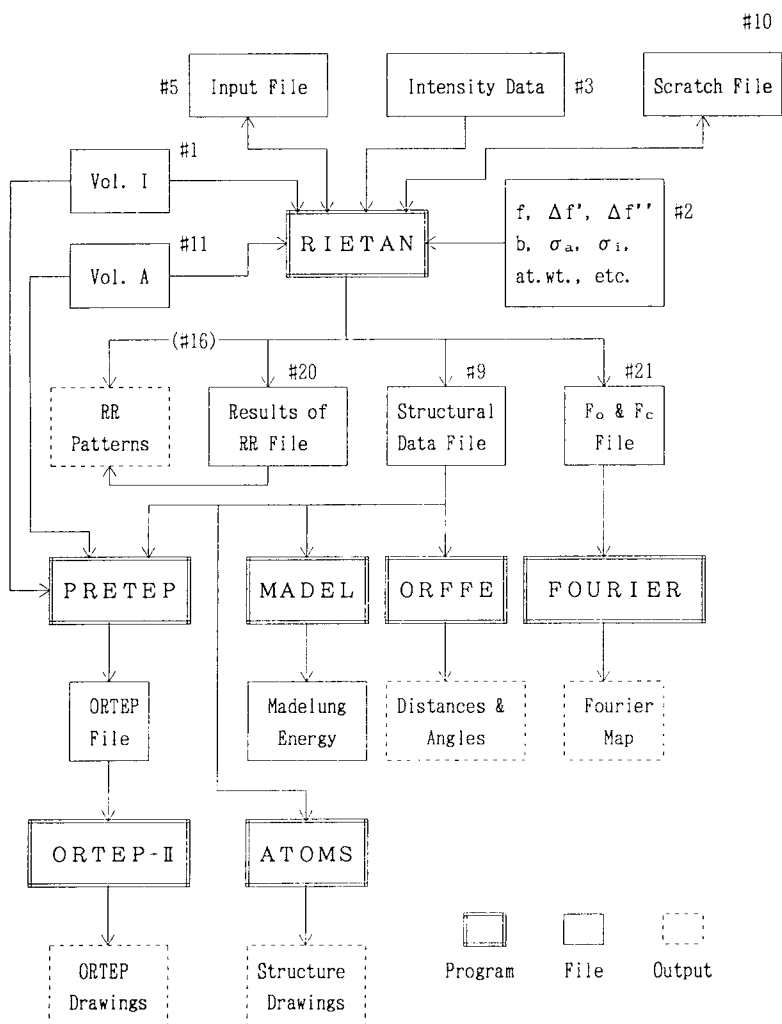 #10
#5
Input File
Intensity Data
#3
Scratch File
#1
Vol. I
#11
Vol. A
RIETAN
f, Δf', Δf''
b, σa, σi,
at.wt., etc.
#2
(#16)
#20
#9
#21
RR
Patterns
Results of
RR File
Structural
Data File
Fo & Fc
File
PRETEP
MADEL
ORFFE
FOURIER
ORTEP
File
Madelung
Energy
Distances &
Angles
Fourier
Map
ORTEP-II
ATOMS
ORTEP
Drawings
Structure
Drawings
Program
File
Output